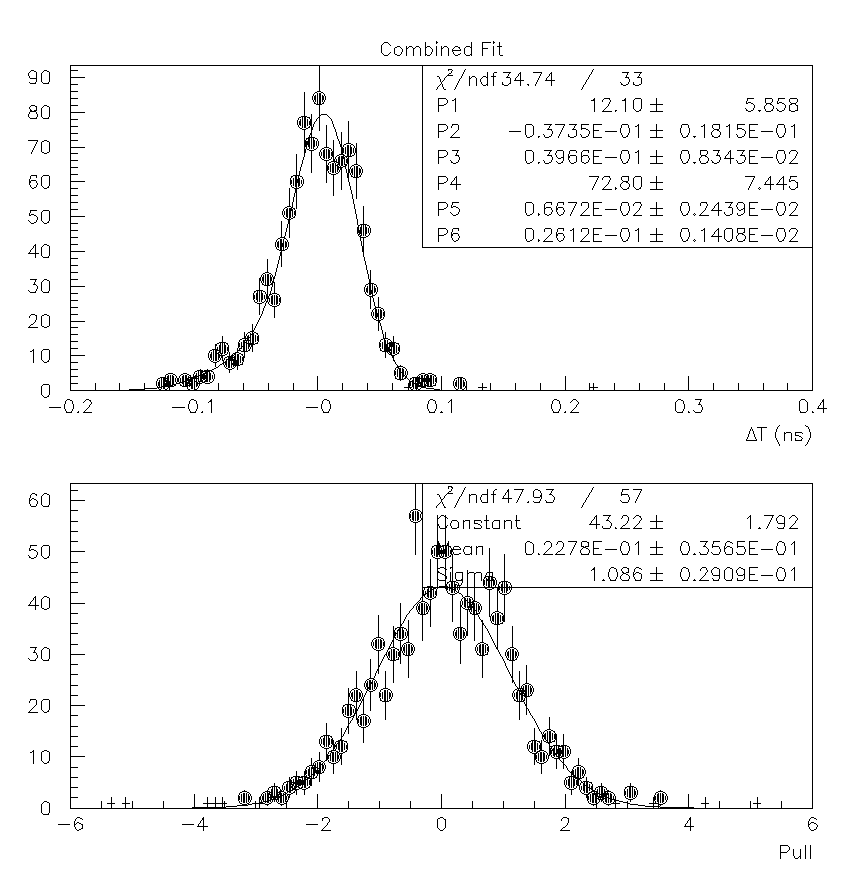 Combined Fit
χ²/ndf 34.74 / 33
P1 12.10 ± 5.858
P2 −0.3735E−01 ± 0.1815E−01
P3 0.3966E−01 ± 0.8343E−02
P4 72.80 ± 7.445
P5 0.6672E−02 ± 0.2439E−02
P6 0.2612E−01 ± 0.1408E−02
90
80
70
60
50
40
30
20
10
0
−0.2 −0.1 −0 0.1 0.2 0.3 0.4
ΔT (ns)
χ²/ndf 47.93 / 57
Constant 43.22 ± 1.792
Mean 0.2278E−01 ± 0.3565E−01
Sigma 1.086 ± 0.2909E−01
60
50
40
30
20
10
0
−6 −4 −2 0 2 4 6
Pull